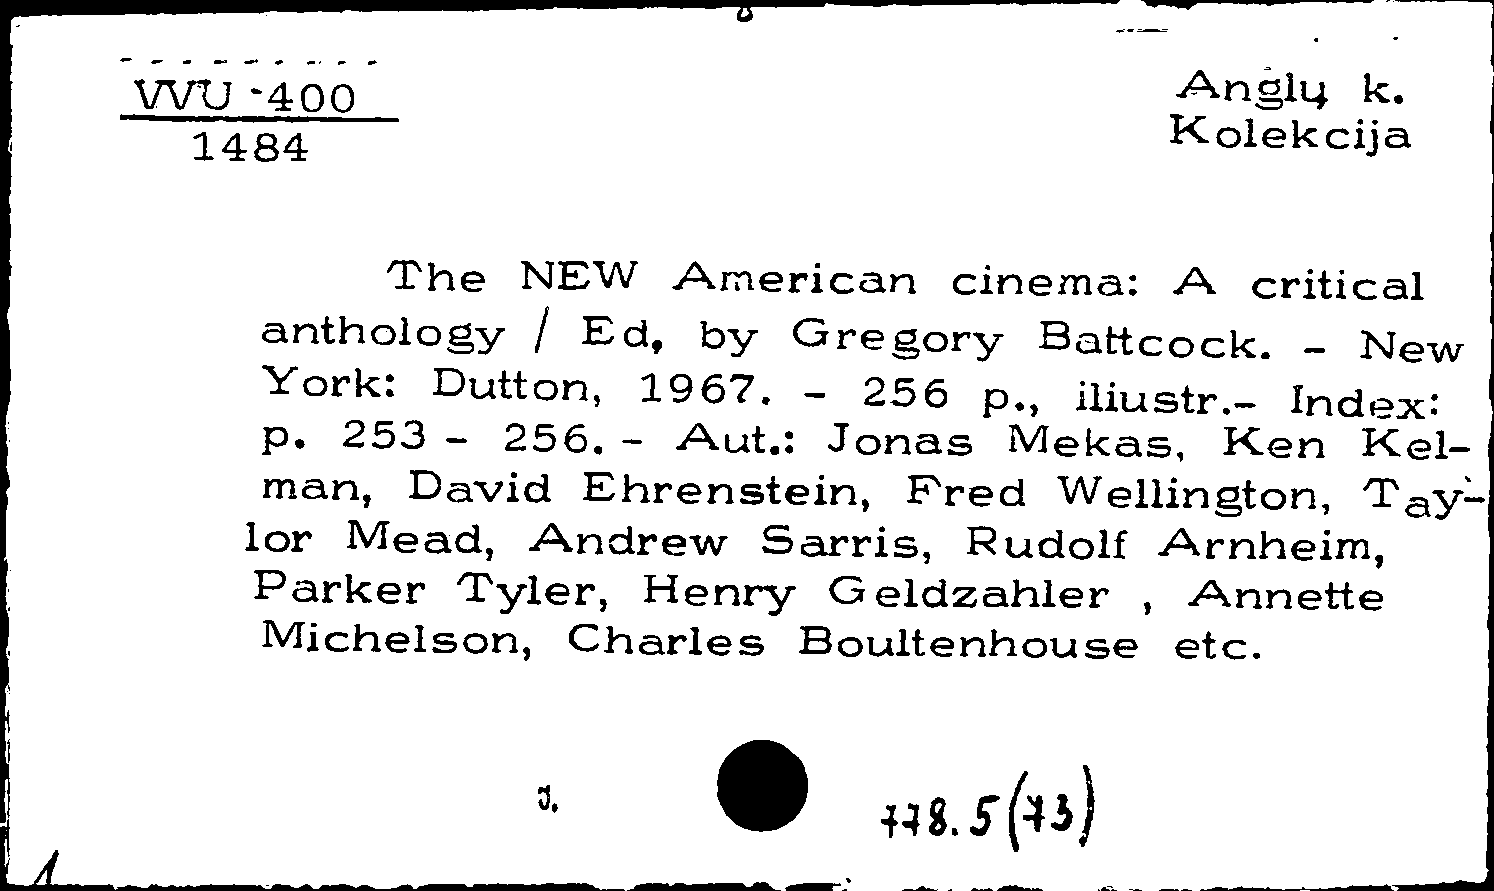 VVU-400
1484
Anglų k.
Kolekcija
The NEW American cinema: A critical
anthology / Ed, by Gregory Battcock. - New
York: Dutton, 1967. - 256 p., iliustr.- Index:
p. 253 - 256. - Aut.: Jonas Mekas, Ken Kel-
man, David Ehrenstein, Fred Wellington, Tay-
lor Mead, Andrew Sarris, Rudolf Arnheim,
Parker Tyler, Henry Geldzahler , Annette
Michelson, Charles Boultenhouse etc.
778.5(73)